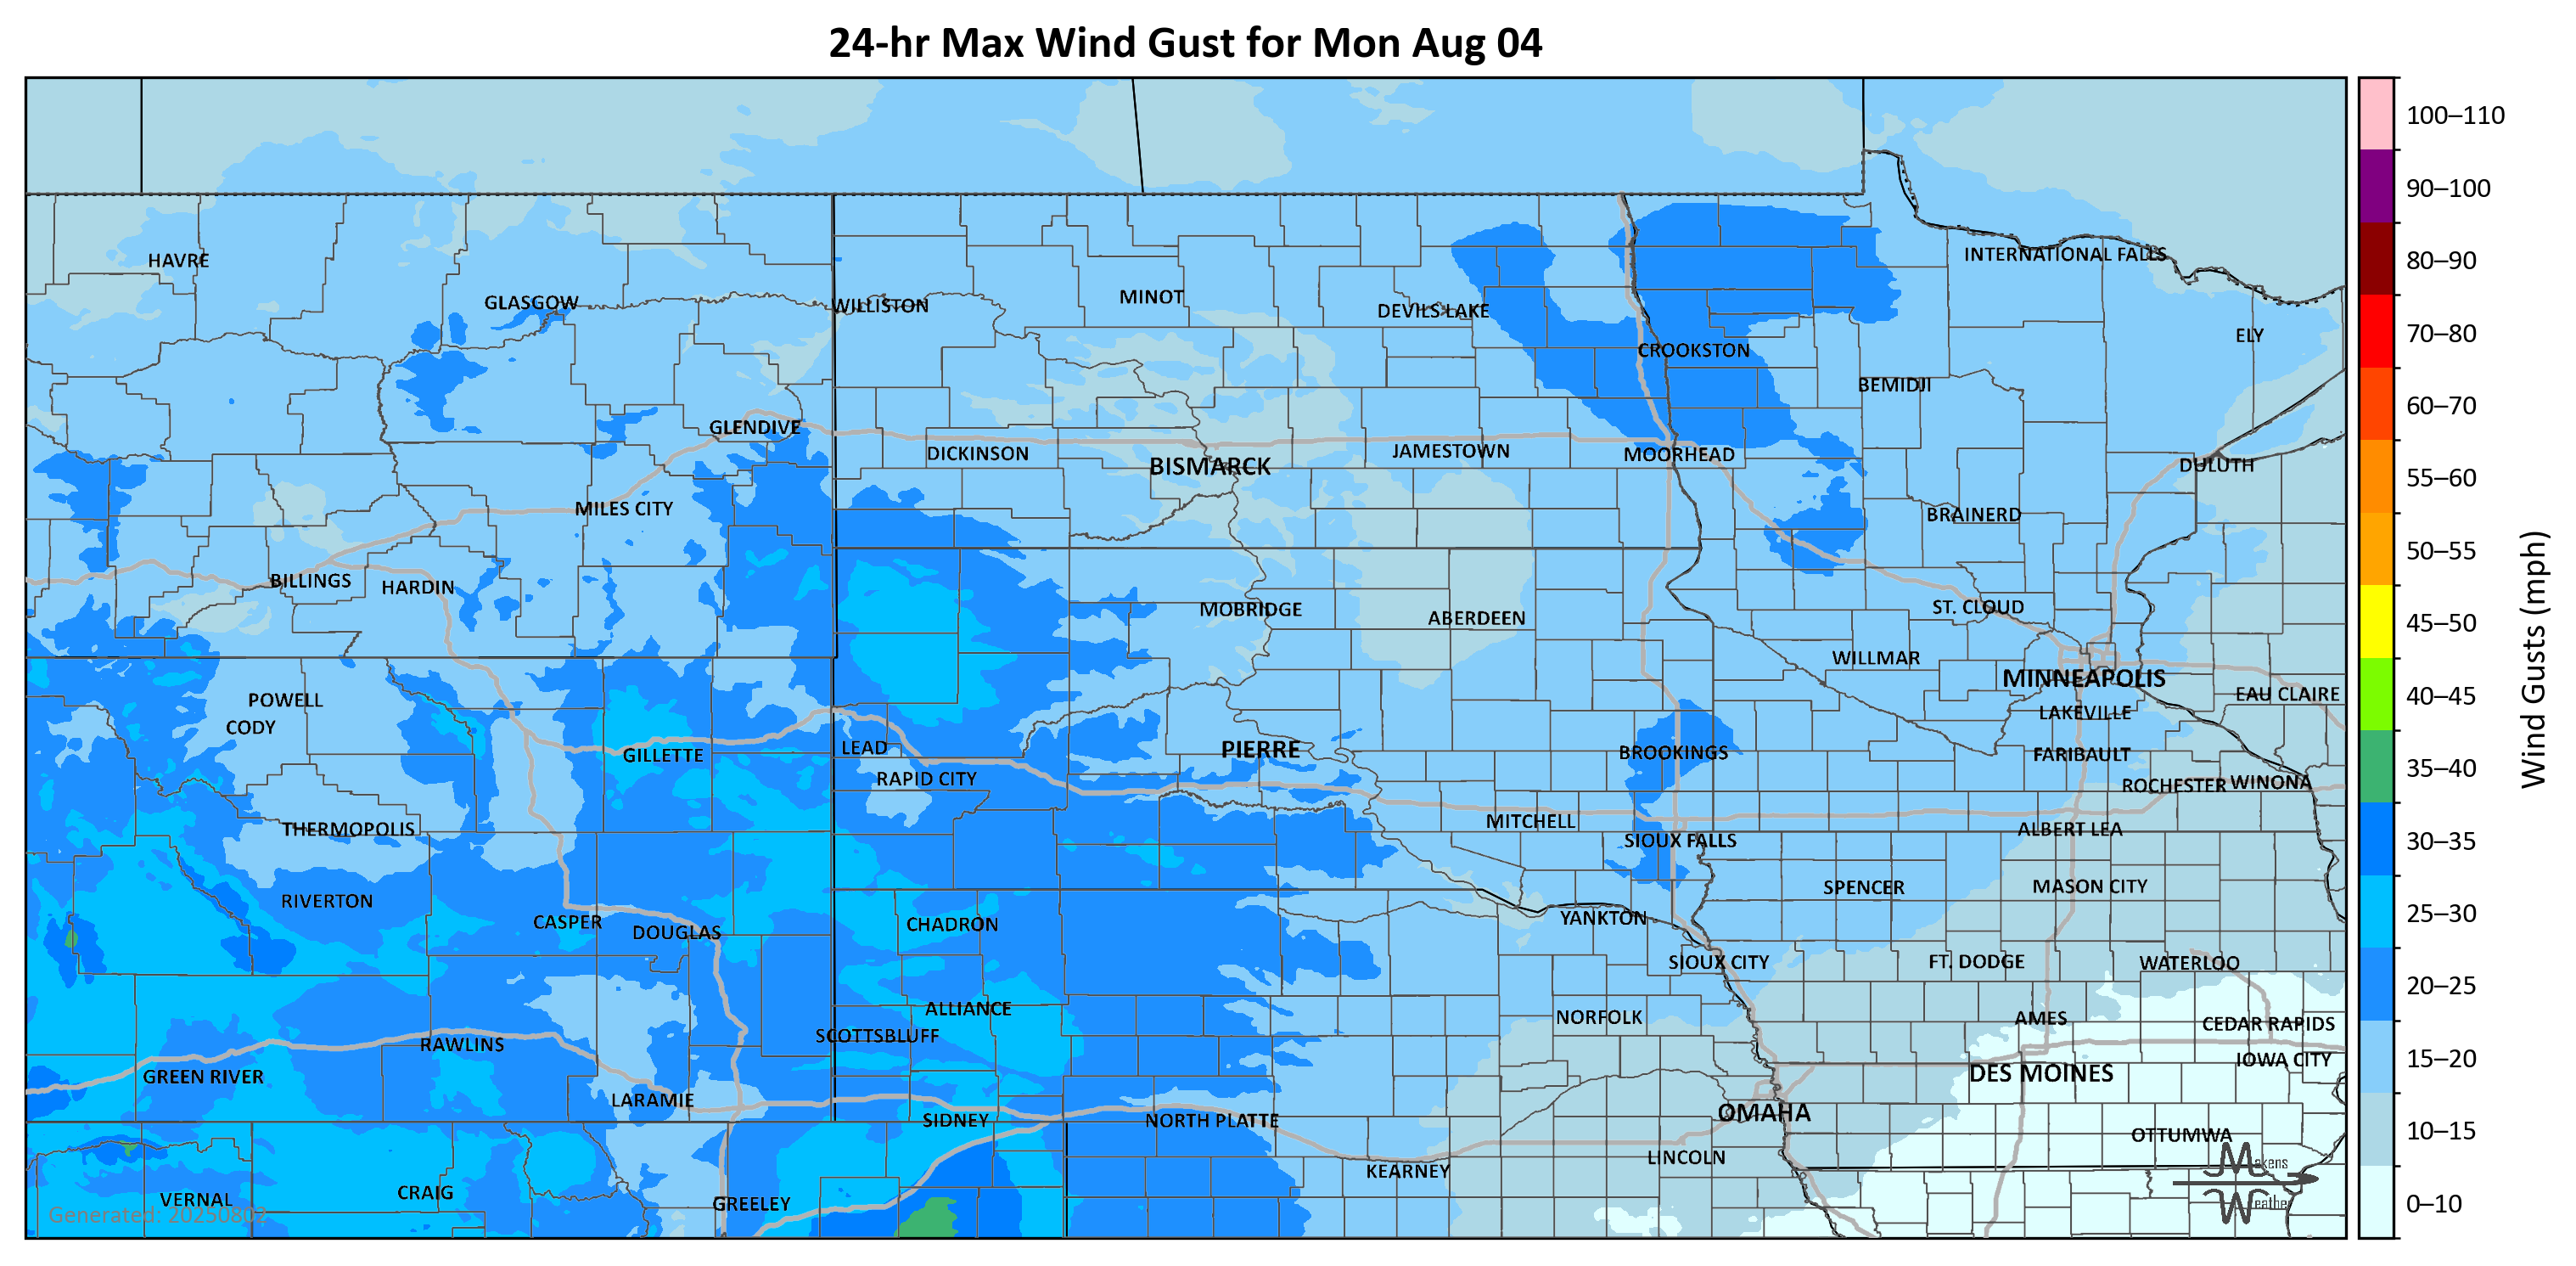 24-hr Max Wind Gust for Mon Aug 04
100–110
90–100
80–90
70–80
60–70
55–60
50–55
45–50
40–45
35–40
30–35
25–30
20–25
15–20
10–15
0–10
Wind Gusts (mph)
HAVRE
GLASGOW
WILLISTON
MINOT
DEVILS LAKE
INTERNATIONAL FALLS
ELY
CROOKSTON
BEMIDJI
GLENDIVE
DICKINSON
BISMARCK
JAMESTOWN
MOORHEAD
DULUTH
MILES CITY
BRAINERD
BILLINGS
HARDIN
MOBRIDGE
ABERDEEN
ST. CLOUD
WILLMAR
MINNEAPOLIS
EAU CLAIRE
POWELL
CODY
LAKEVILLE
GILLETTE
LEAD
PIERRE
BROOKINGS
FARIBAULT
RAPID CITY
ROCHESTER
WINONA
THERMOPOLIS
MITCHELL
SIOUX FALLS
ALBERT LEA
RIVERTON
SPENCER
MASON CITY
CASPER
DOUGLAS
CHADRON
YANKTON
SIOUX CITY
FT. DODGE
WATERLOO
ALLIANCE
NORFOLK
AMES
CEDAR RAPIDS
SCOTTSBLUFF
RAWLINS
IOWA CITY
GREEN RIVER
DES MOINES
LARAMIE
SIDNEY
NORTH PLATTE
OMAHA
OTTUMWA
LINCOLN
KEARNEY
VERNAL
CRAIG
GREELEY
Generated: 20250802
Makens
Weather